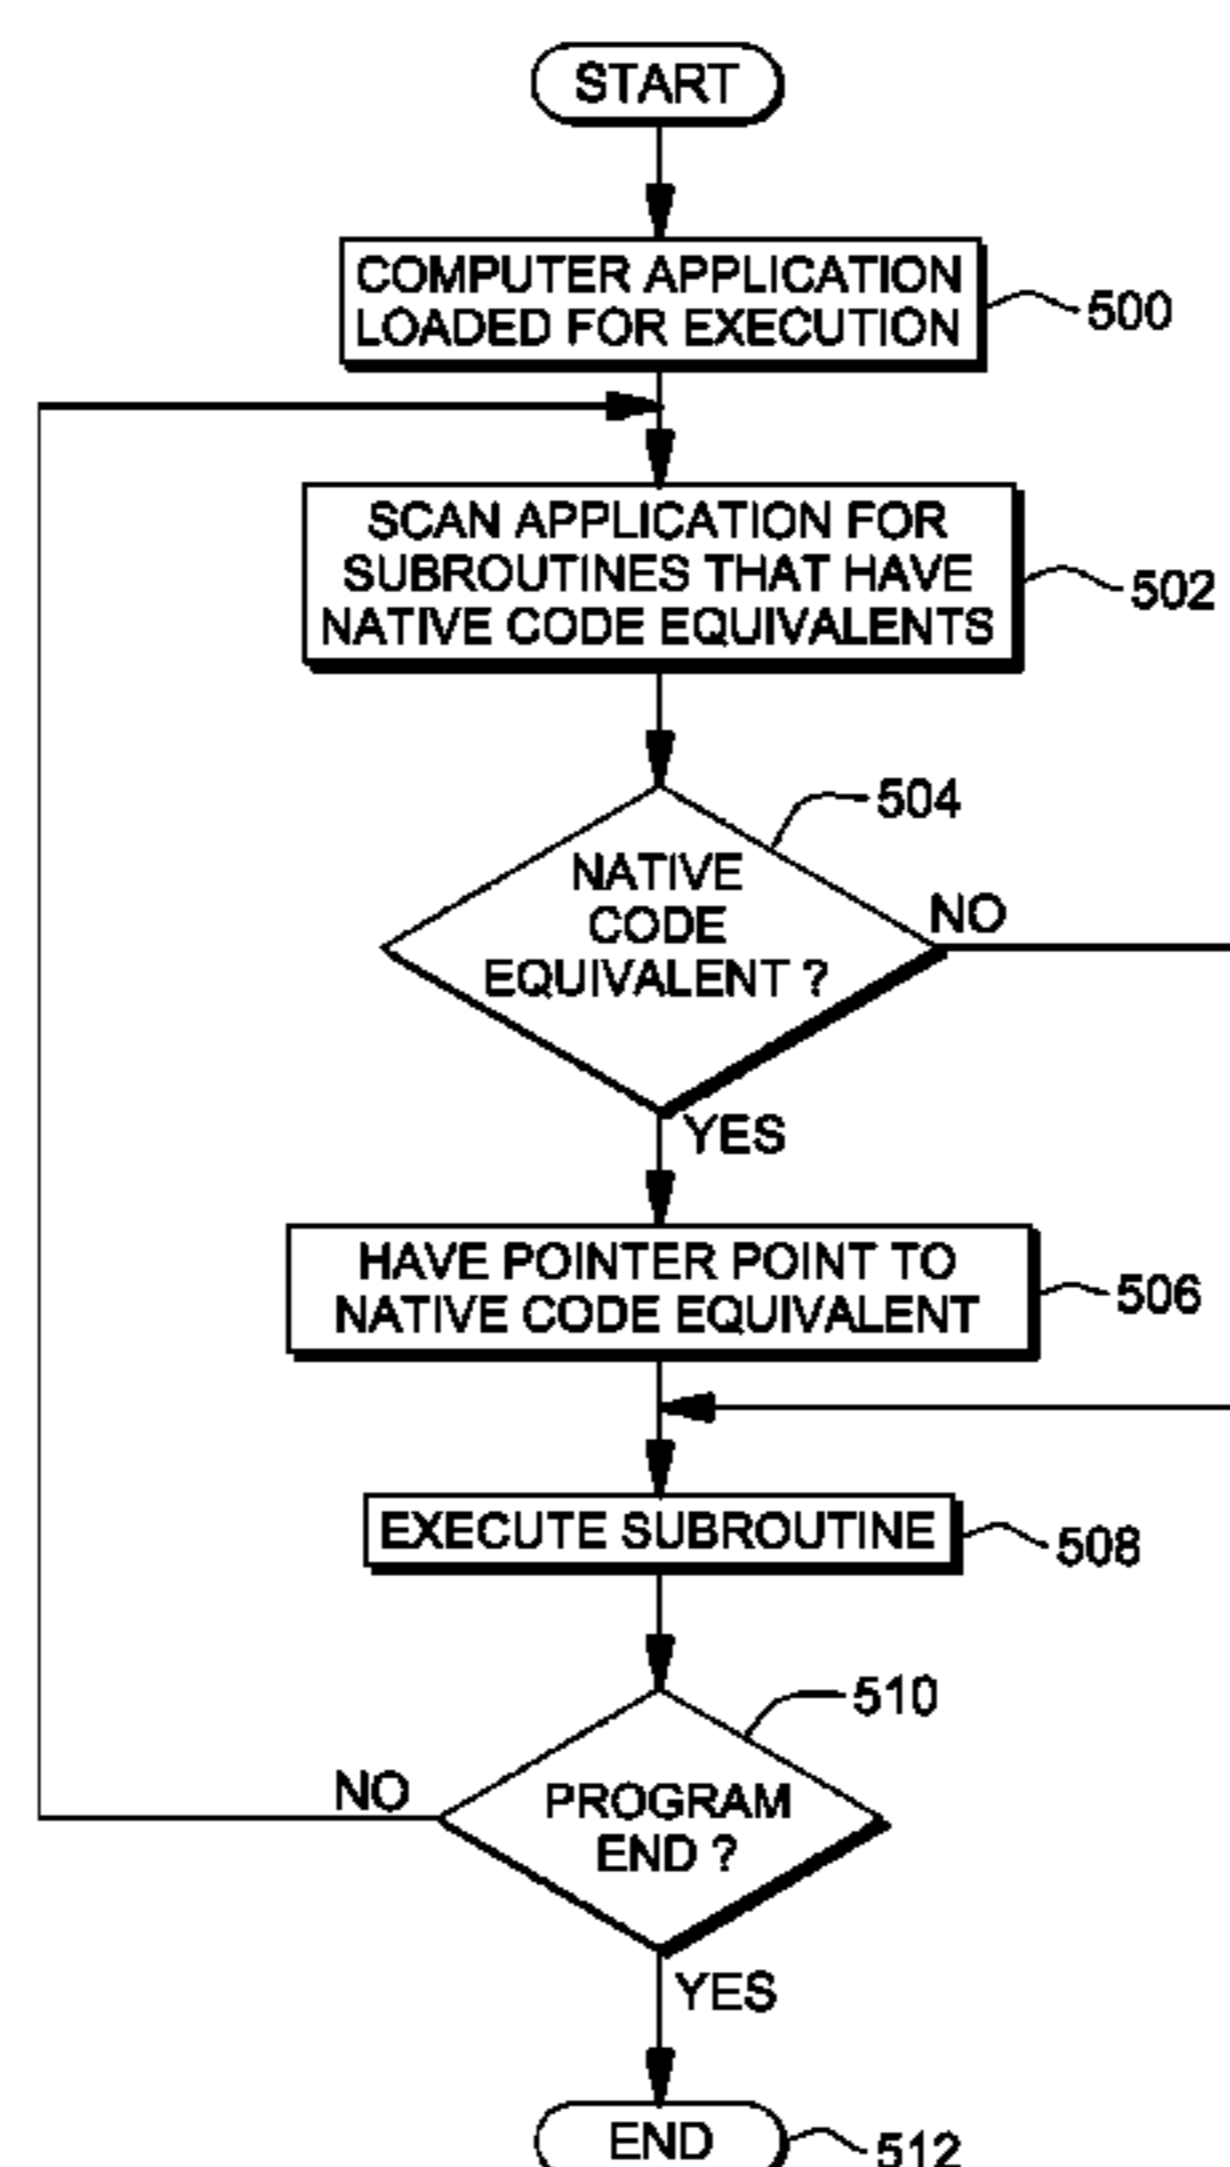 START
COMPUTER APPLICATION
LOADED FOR EXECUTION
500
SCAN APPLICATION FOR
SUBROUTINES THAT HAVE
NATIVE CODE EQUIVALENTS
502
504
NATIVE
CODE
EQUIVALENT ?
NO
YES
HAVE POINTER POINT TO
NATIVE CODE EQUIVALENT
506
EXECUTE SUBROUTINE
508
510
PROGRAM
END ?
NO
YES
END
512